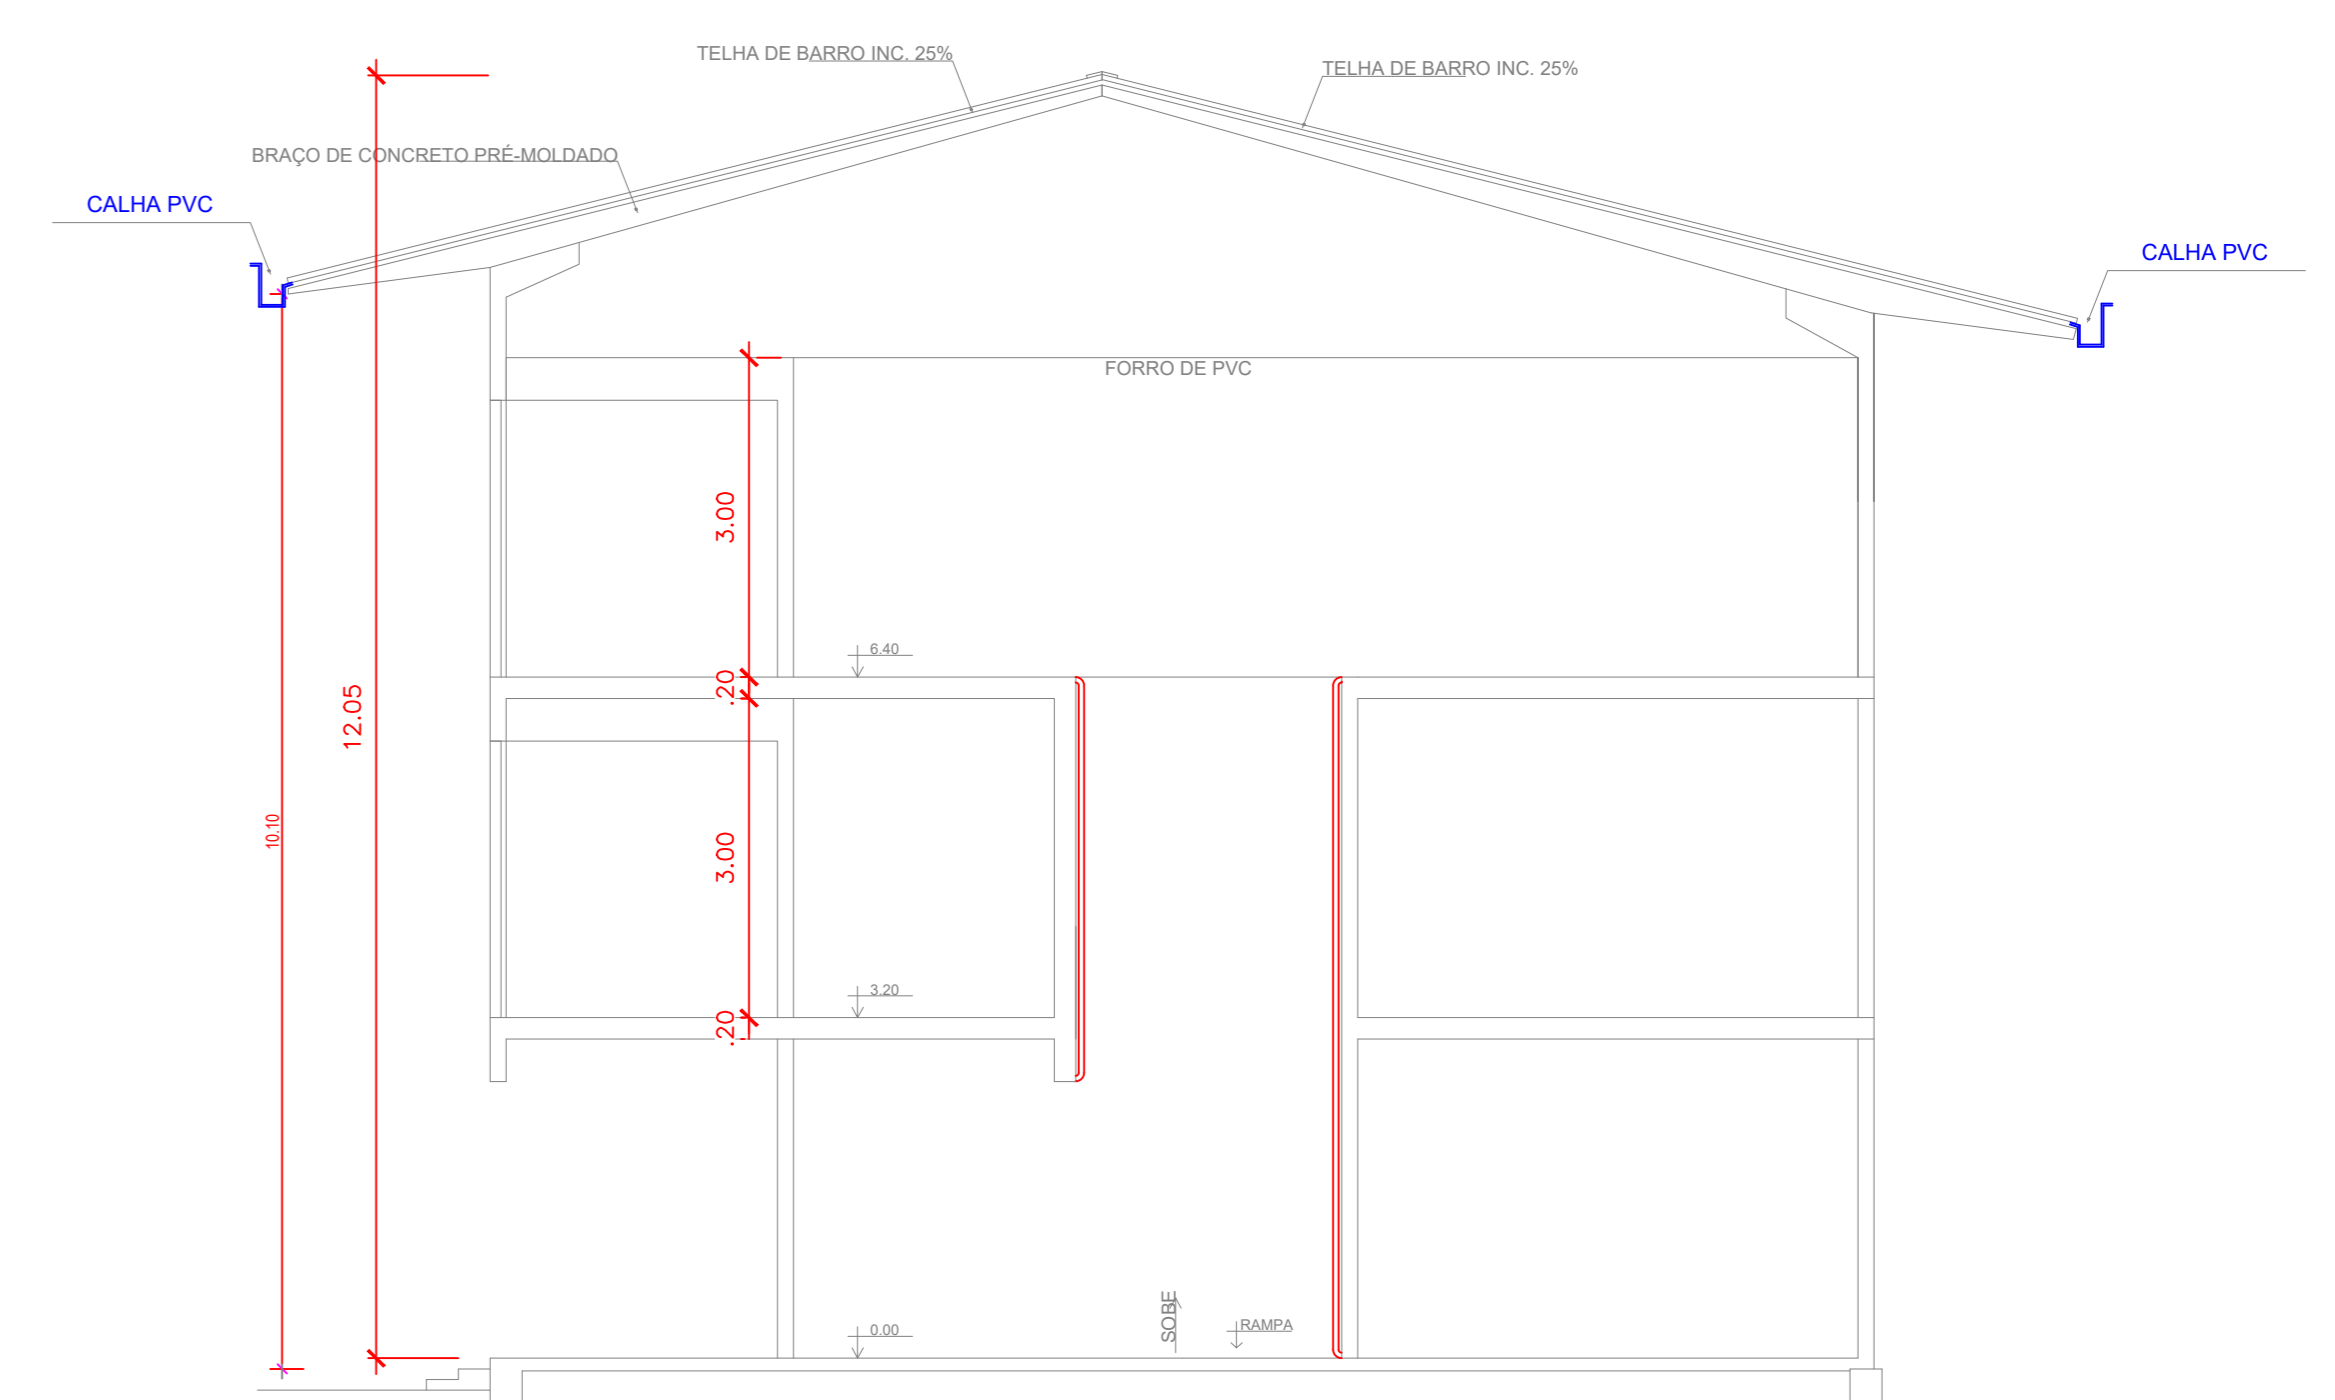 TELHA DE BARRO INC. 25%
TELHA DE BARRO INC. 25%
BRAÇO DE CONCRETO PRÉ-MOLDADO
CALHA PVC
CALHA PVC
FORRO DE PVC
3.00
6.40
.20
12.05
10.10
3.00
3.20
.20
0.00
SOBE
RAMPA